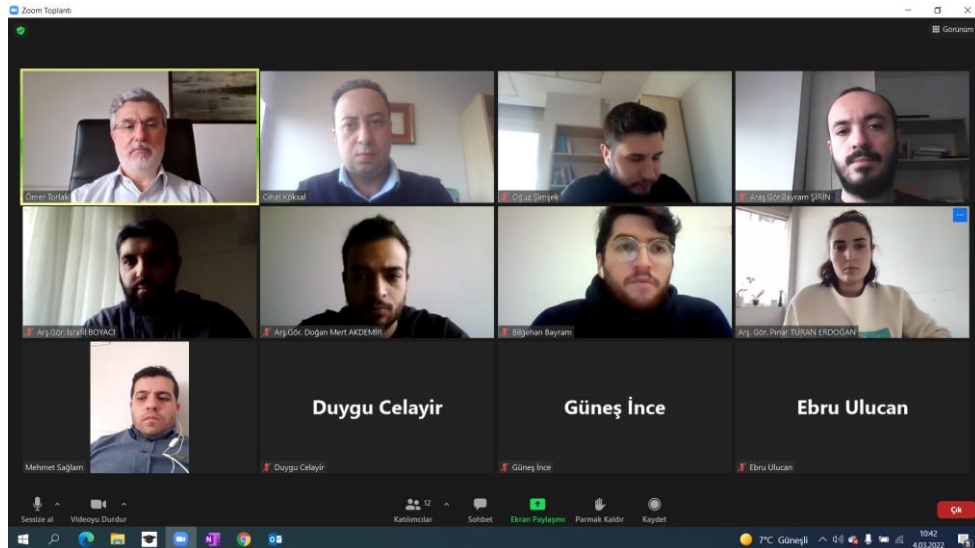 Zoom Toplantı
Görünüm
Ömer Torlak
Cihat Köksal
Oğuz Şimşek
Araş.Gör.Bayram ŞİRİN
Arş.Gör. İsrafil BOYACI
Arş.Gör. Doğan Mert AKDEMİR
Bilgehan Bayram
Arş. Gör. Pınar TURAN ERDOĞAN
Mehmet Sağlam
Duygu Celayir
Duygu Celayir
Güneş İnce
Güneş İnce
Ebru Ulucan
Ebru Ulucan
Sessize al
Videoyu Durdur
12
Katılımcılar
Sohbet
Ekran Paylaşımı
Parmak Kaldır
Kaydet
Çık
7°C Güneşli
10:42
4.03.2022